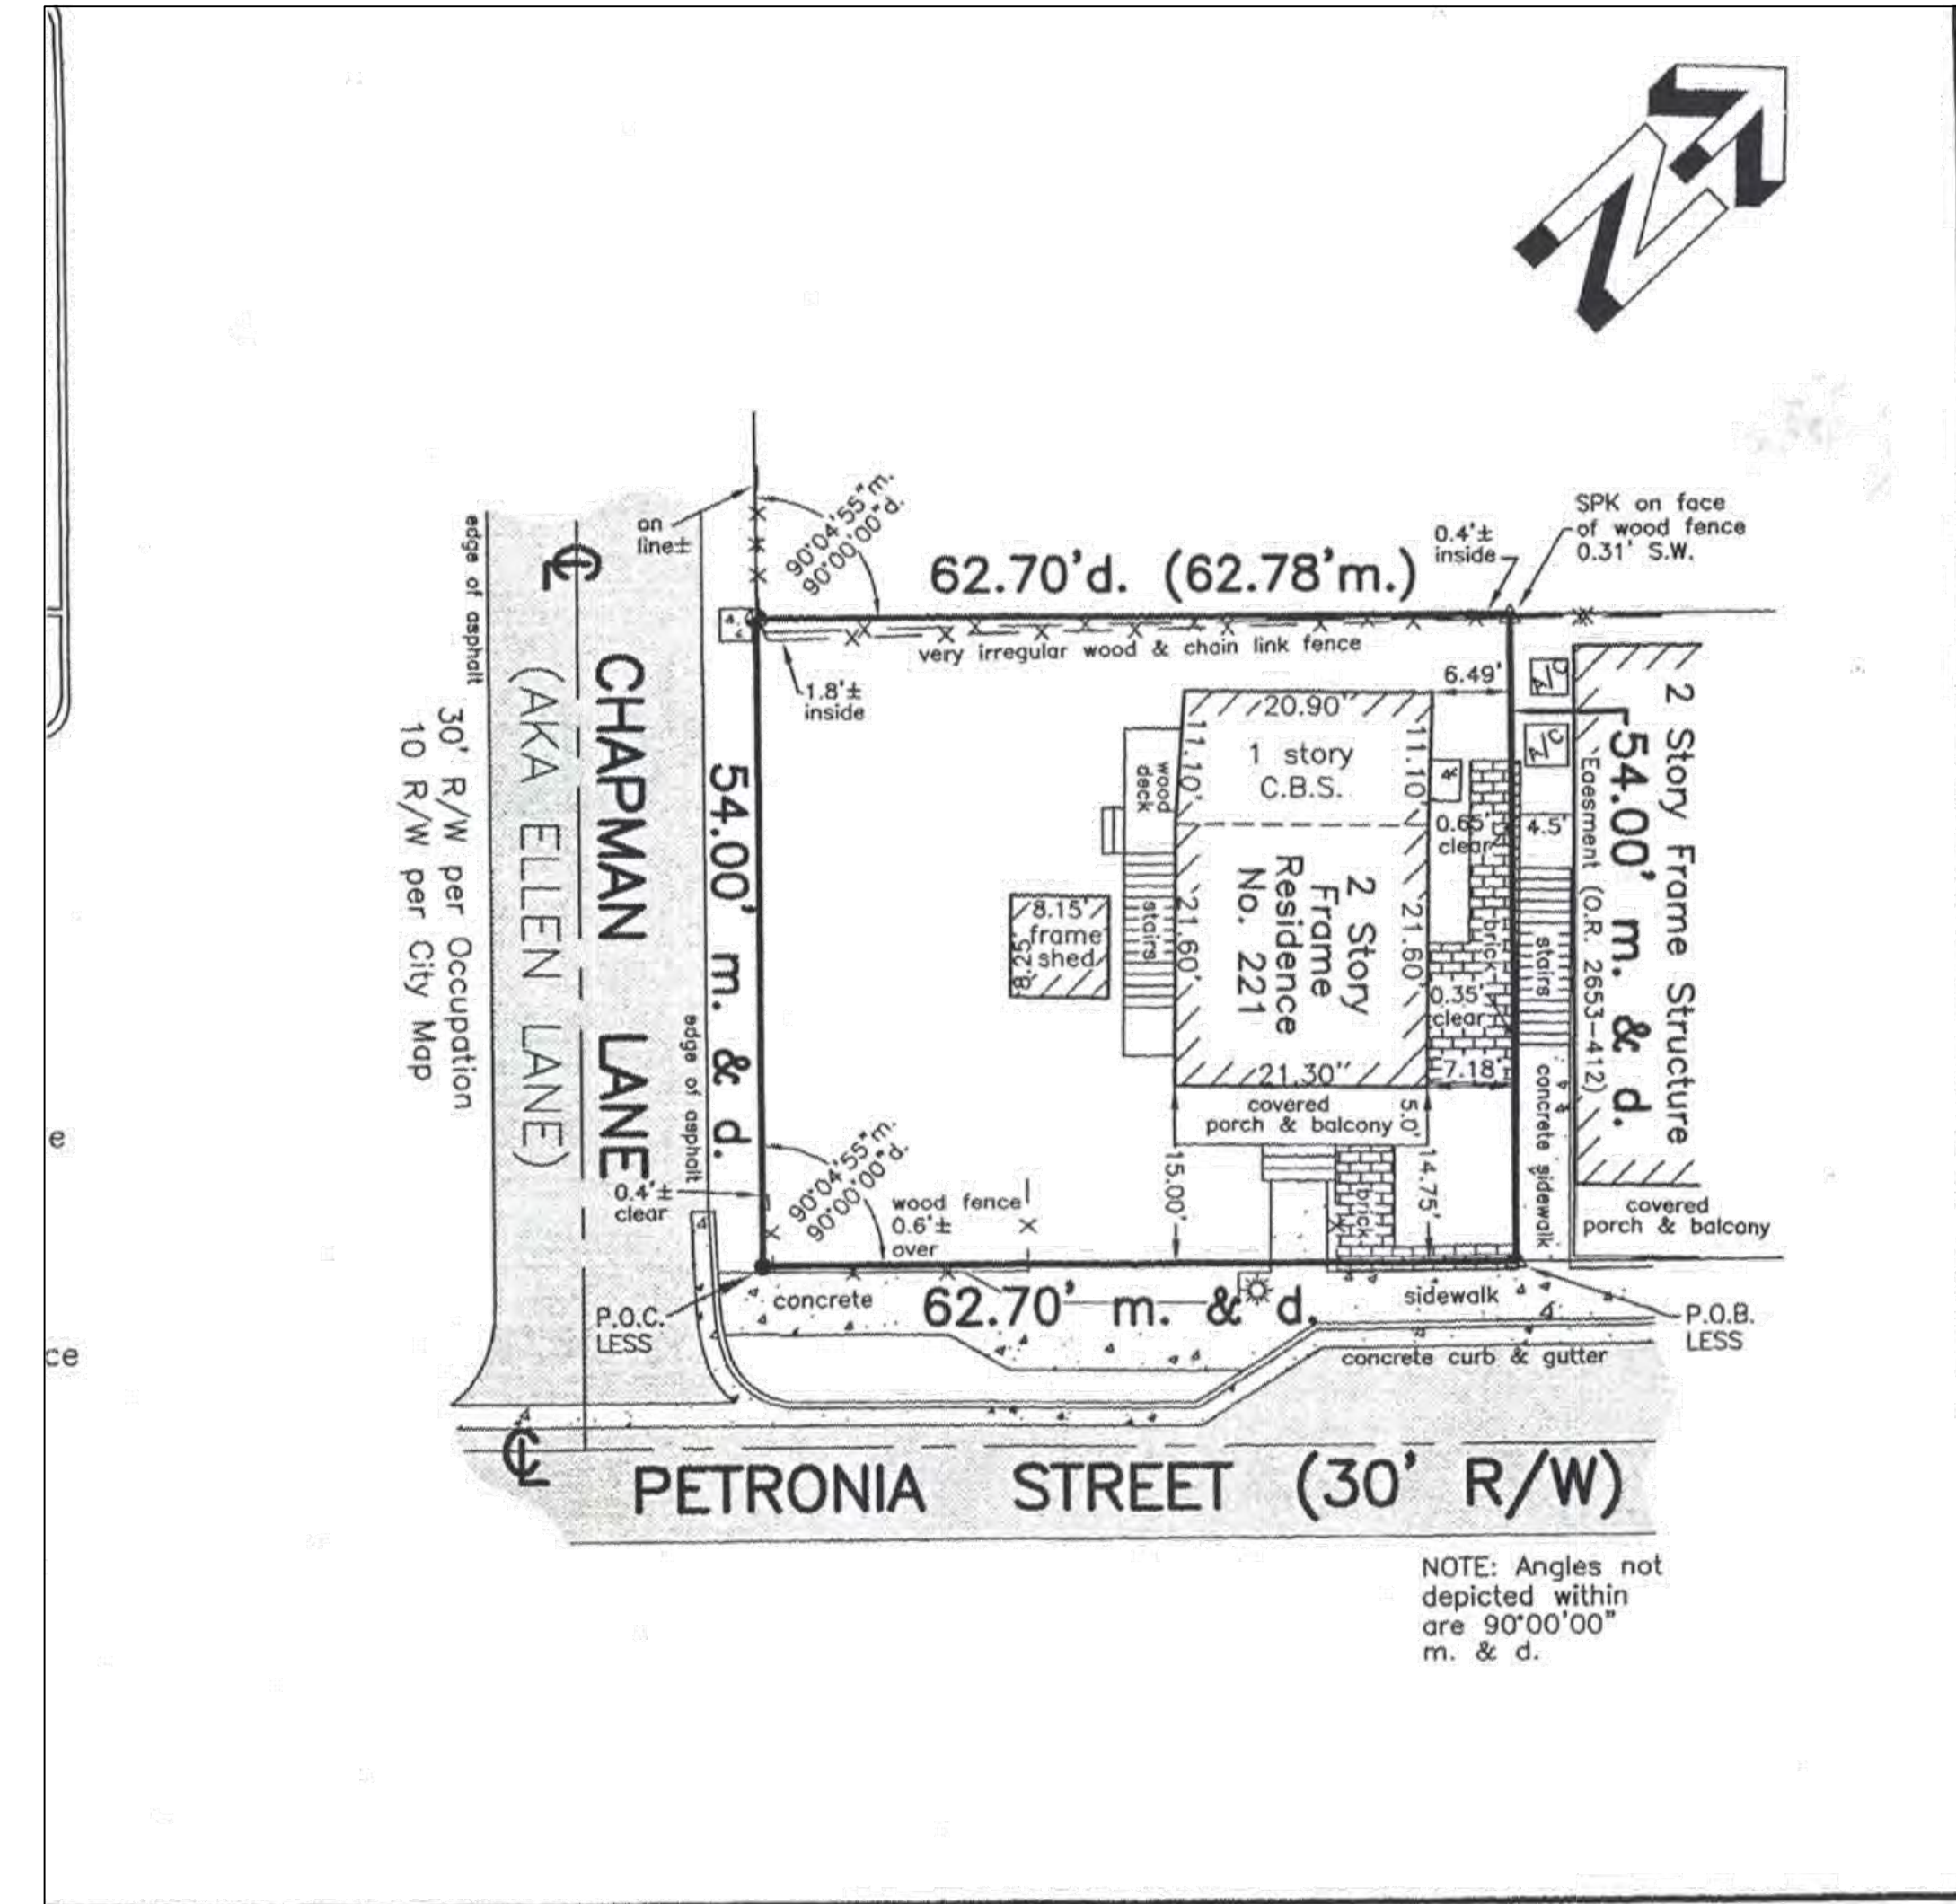 N
on
line±
90°04'55"m.
90°00'00"d.
62.70'd. (62.78'm.)
0.4'±
inside
SPK on face
of wood fence
0.31' S.W.
very irregular wood & chain link fence
1.8'±
inside
edge of asphalt
30' R/W per Occupation
10 R/W per City Map
(AKA ELLEN LANE)
CHAPMAN LANE
54.00' m. & d.
edge of asphalt
6.49'
20.90"
11.10'
1 story
C.B.S.
11.10'
wood
deck
0.65'
clear
4.5'
8.15'
frame
shed
8.25'
stairs
21.60'
2 Story
Frame
Residence
No. 221
21.60'
brick
stairs
0.35'
clear
7.18'
21.30"
covered
porch & balcony
5.0'
Easement (O.R. 2653-412)
54.00' m. & d.
2 Story Frame Structure
concrete sidewalk
covered
porch & balcony
0.4'±
clear
90°04'55"m.
90°00'00"d.
wood fence
0.6'±
over
15.00'
brick
14.75'
P.O.C.
LESS
concrete
62.70' m. & d.
sidewalk
P.O.B.
LESS
concrete curb & gutter
PETRONIA STREET (30' R/W)
NOTE: Angles not
depicted within
are 90°00'00"
m. & d.
e
ce